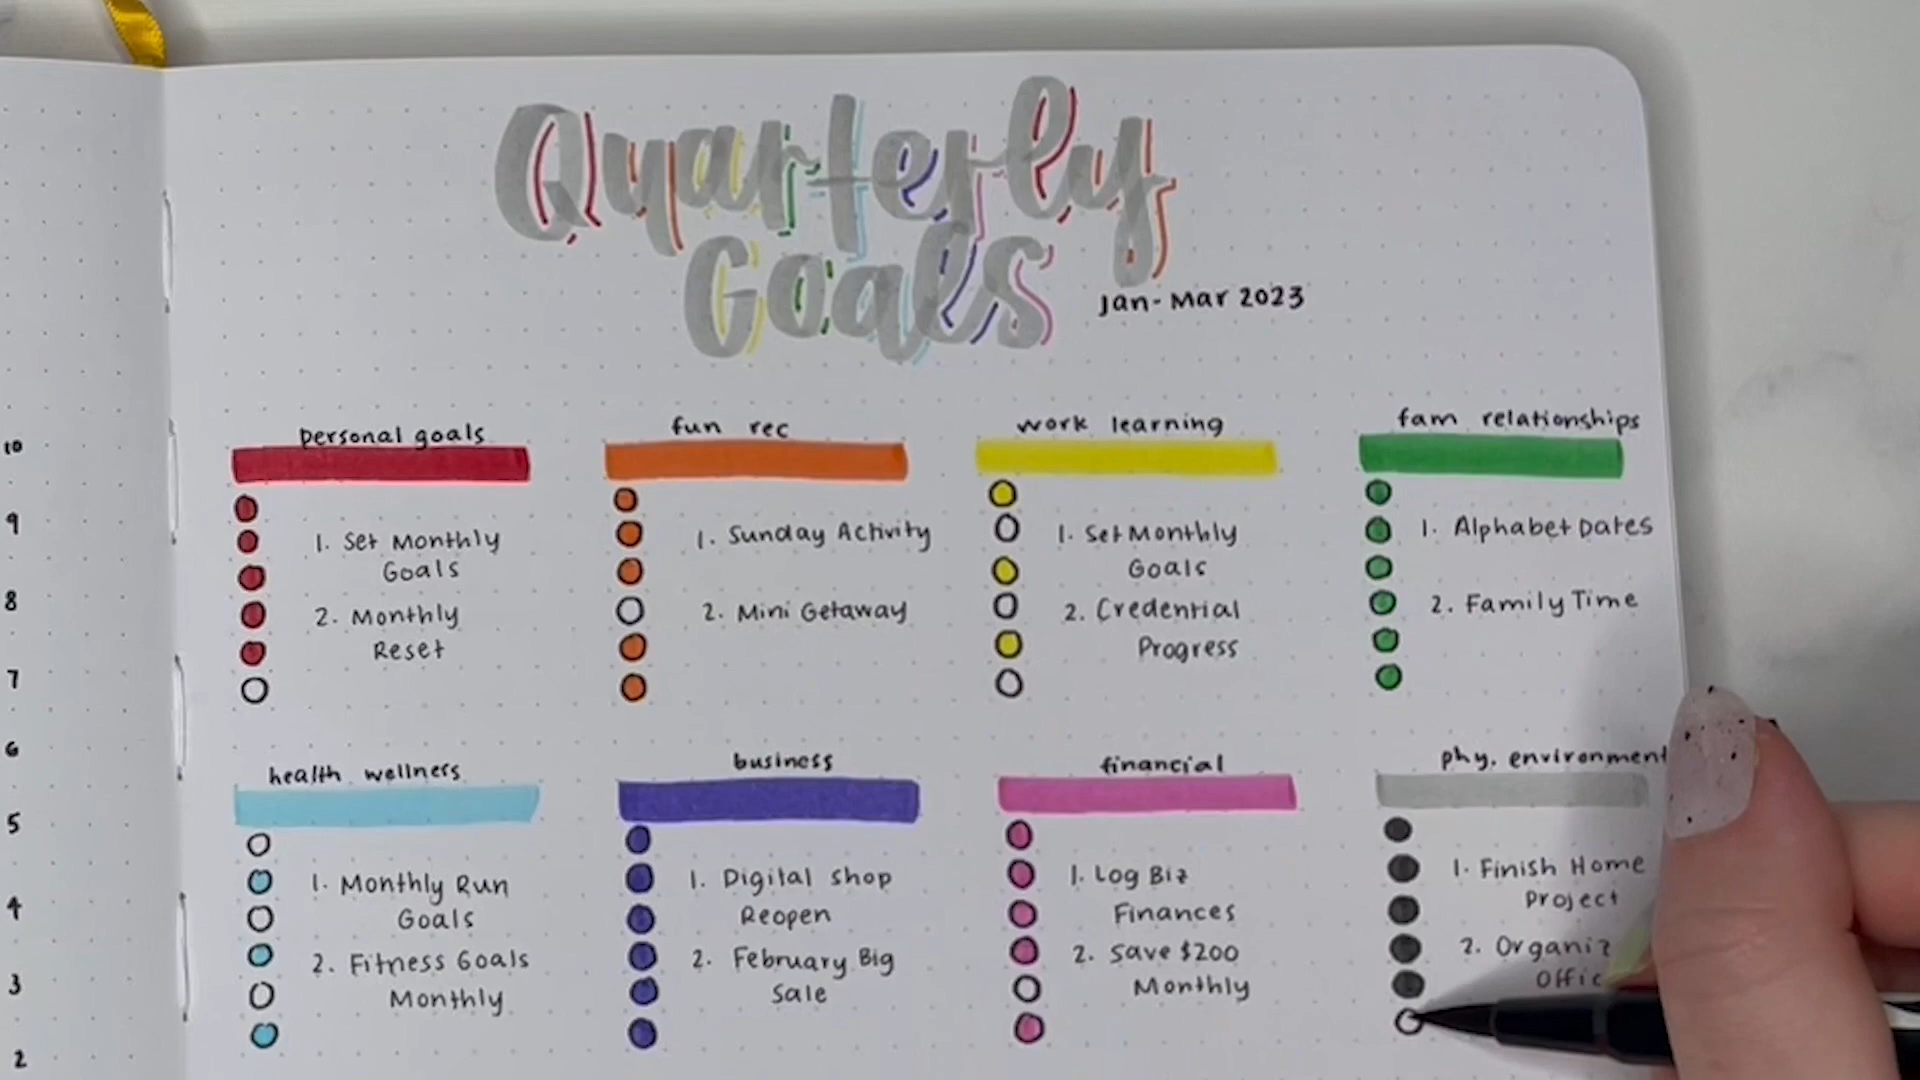 Quarterly
Goals
Jan-Mar 2023
personal goals
1. Set Monthly
Goals
2. Monthly
Reset
fun rec
1. Sunday Activity
2. Mini Getaway
work learning
1. Set Monthly
Goals
2. Credential
Progress
fam relationships
1. Alphabet Dates
2. Family Time
health wellness
1. Monthly Run
Goals
2. Fitness Goals
Monthly
business
1. Digital Shop
Reopen
2. February Big
Sale
financial
1. Log Biz
Finances
2. Save $200
Monthly
phy. environment
1. Finish Home
Project
2. Organiz
Offic
10
9
8
7
6
5
4
3
2